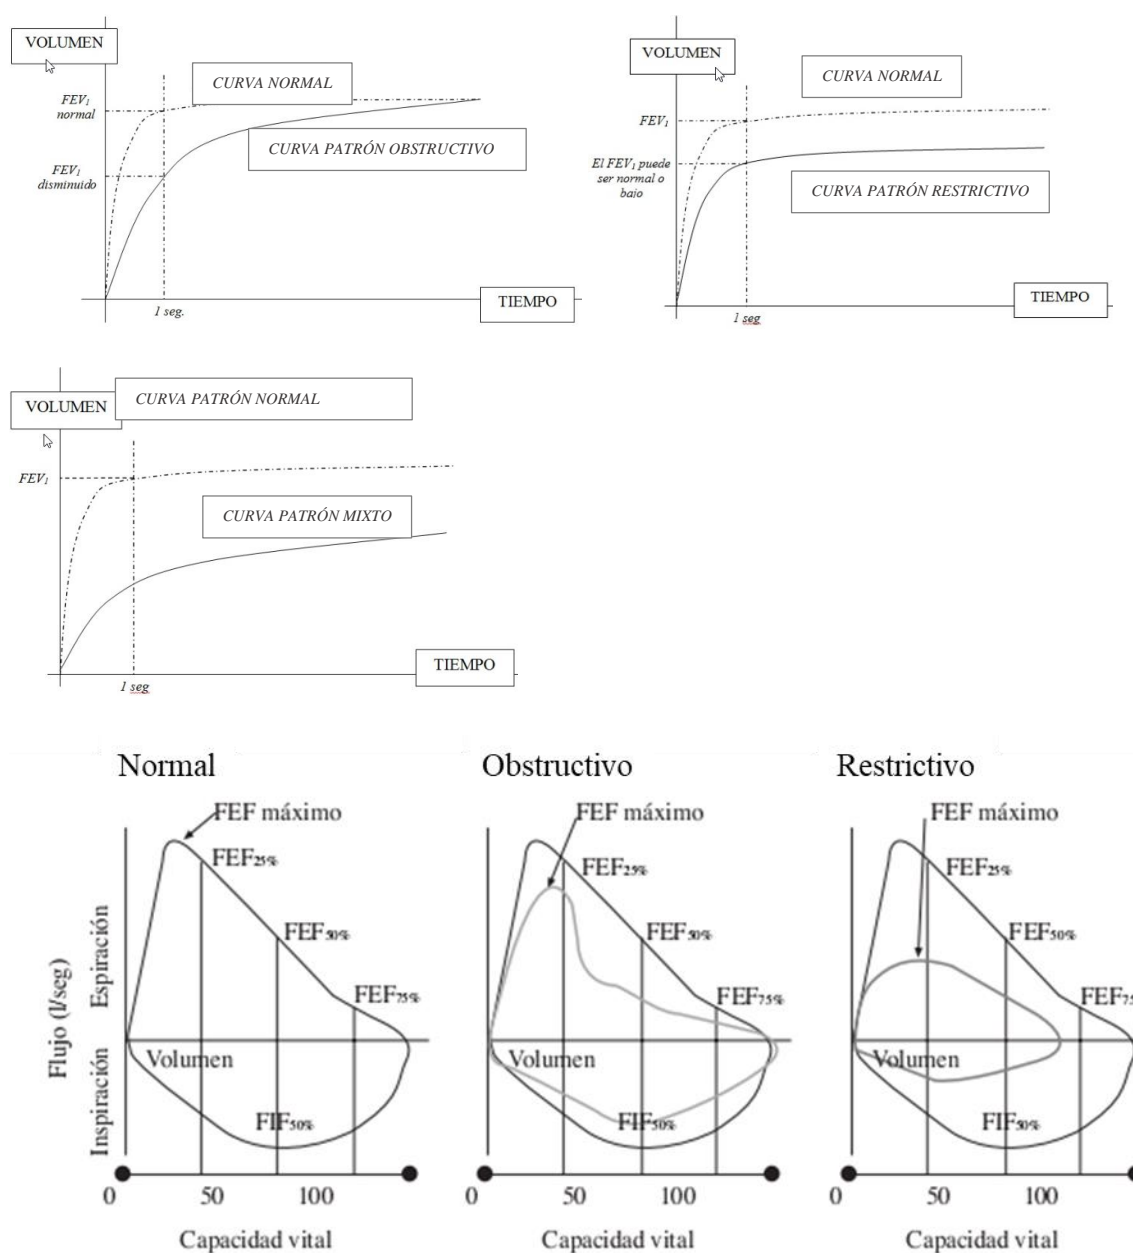 VOLUMEN
CURVA NORMAL
FEV₁
normal
CURVA PATRÓN OBSTRUCTIVO
FEV₁
disminuido
TIEMPO
1 seg.
VOLUMEN
CURVA NORMAL
FEV₁
El FEV₁ puede
ser normal o
bajo
CURVA PATRÓN RESTRICTIVO
TIEMPO
1 seg
VOLUMEN
CURVA PATRÓN NORMAL
FEV₁
CURVA PATRÓN MIXTO
TIEMPO
1 seg
Normal
FEF máximo
FEF25%
FEF50%
FEF75%
Flujo (l/seg)
Espiración
Inspiración
Volumen
FIF50%
0 50 100
Capacidad vital
Obstructivo
FEF máximo
FEF25%
FEF50%
FEF75%
Volumen
FIF50%
0 50 100
Capacidad vital
Restrictivo
FEF máximo
FEF25%
FEF50%
FEF7
Volumen
FIF50%
0 50 100
Capacidad vital